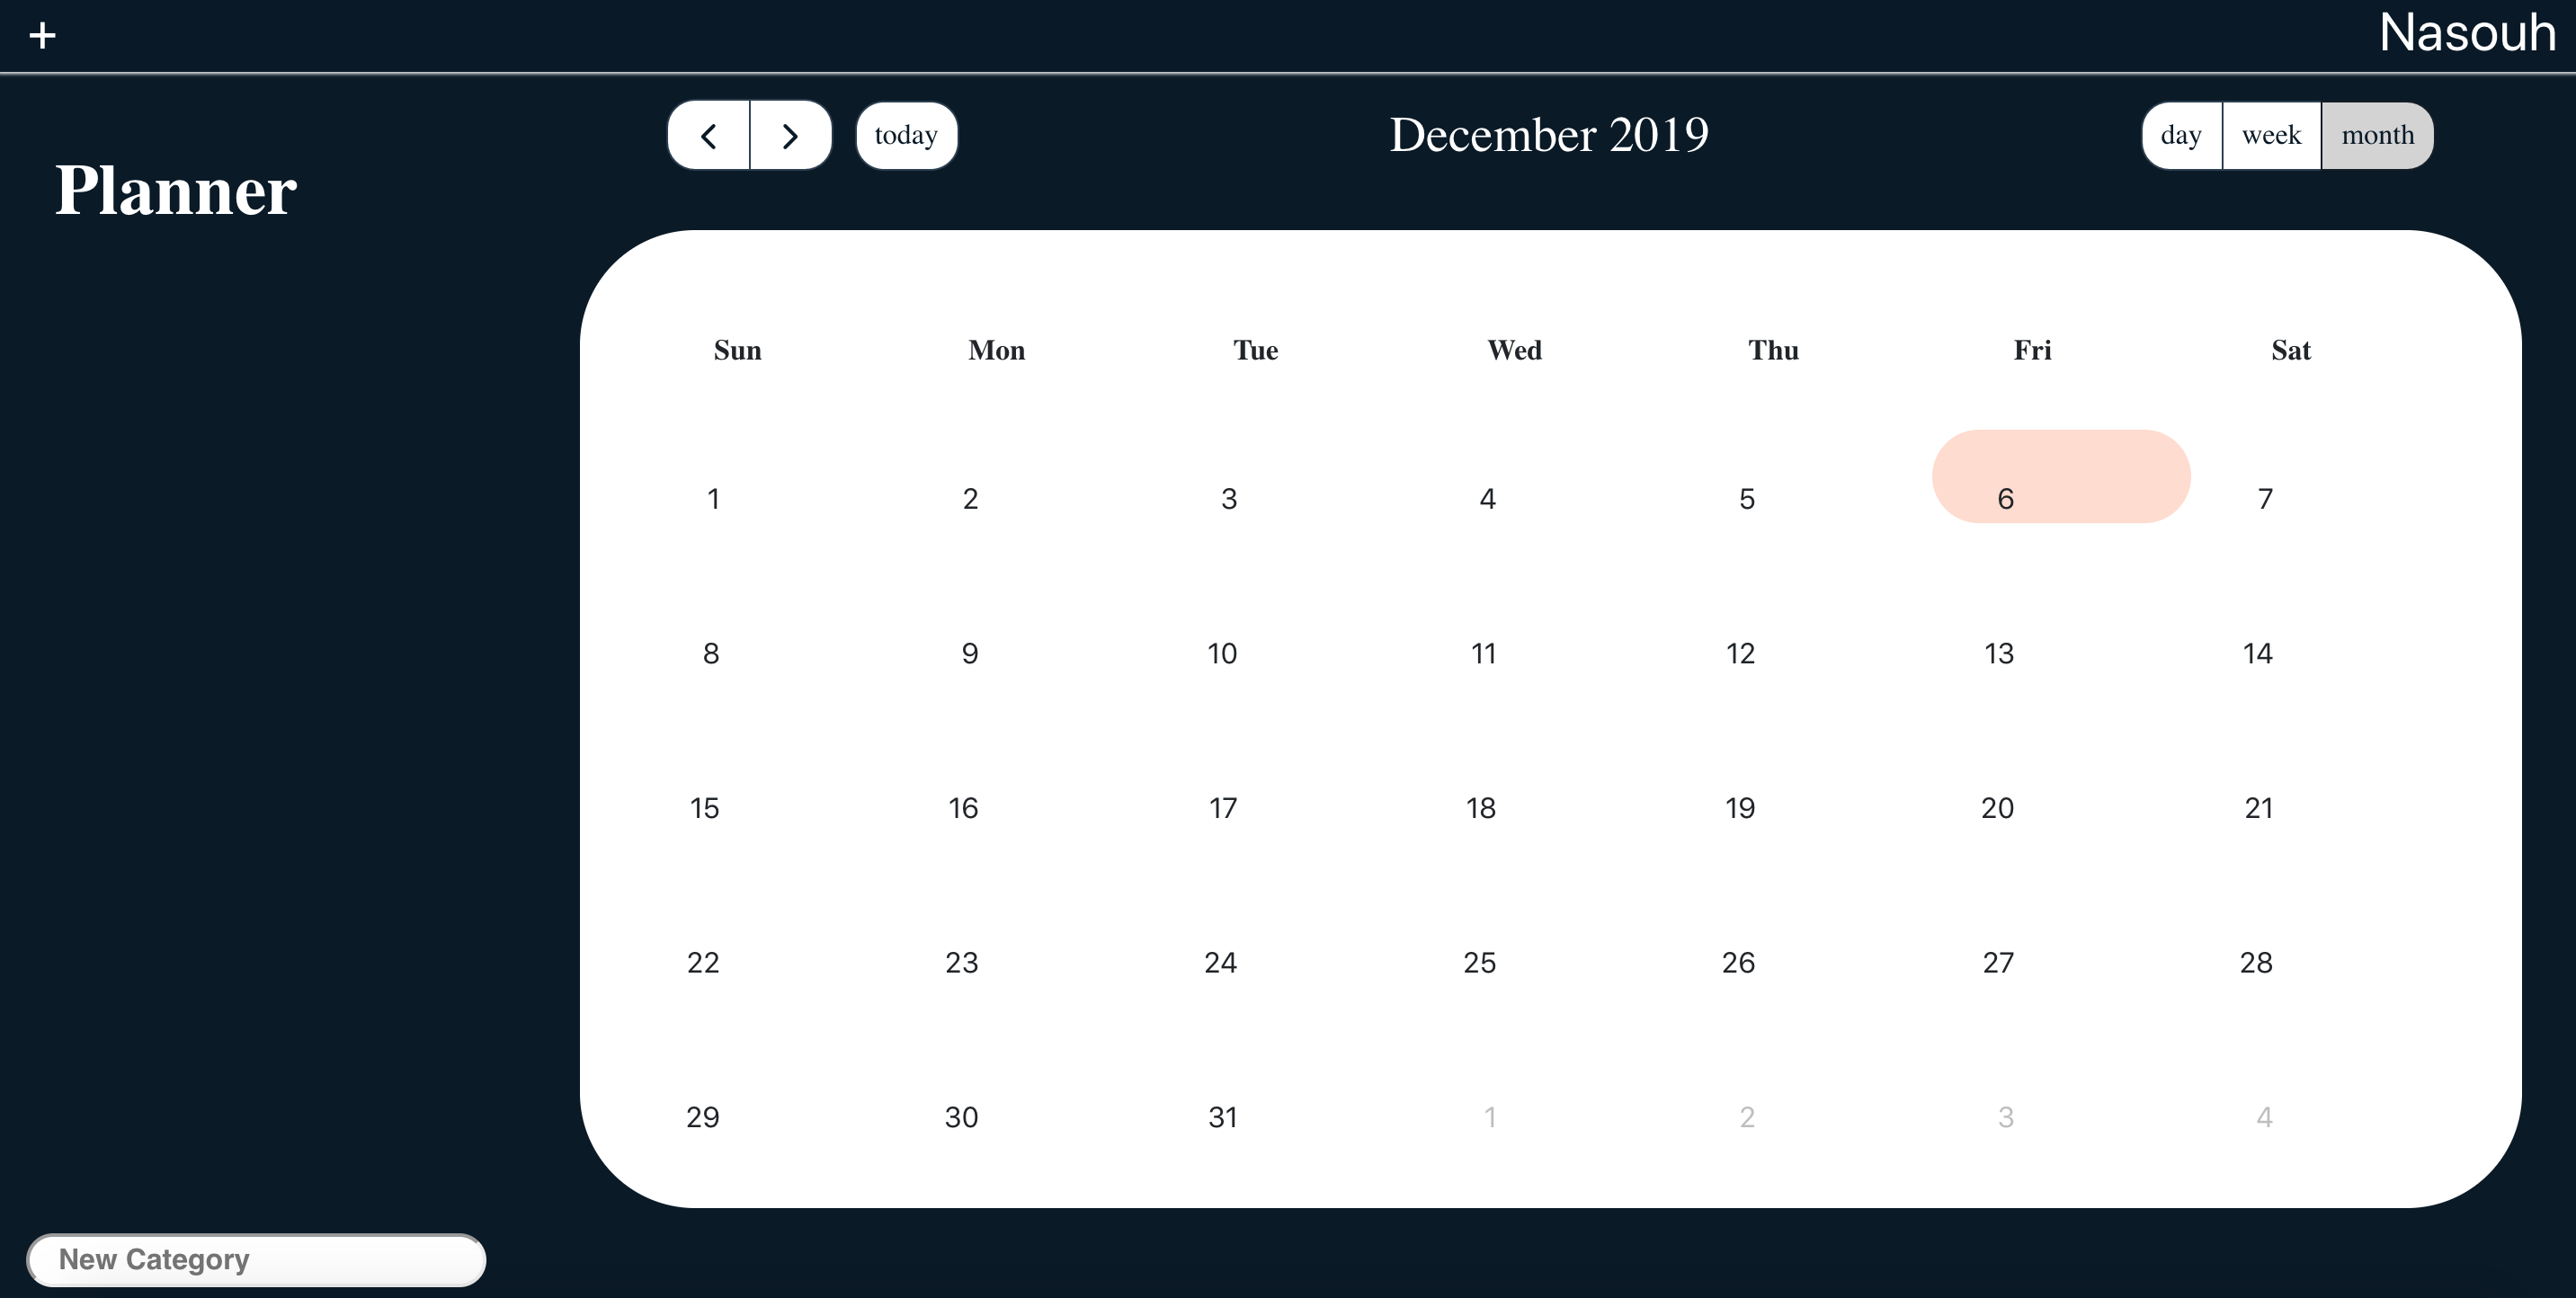 + Nasouh
today December 2019 day week month
Planner
Sun Mon Tue Wed Thu Fri Sat
1 2 3 4 5 6 7
8 9 10 11 12 13 14
15 16 17 18 19 20 21
22 23 24 25 26 27 28
29 30 31 1 2 3 4
New Category